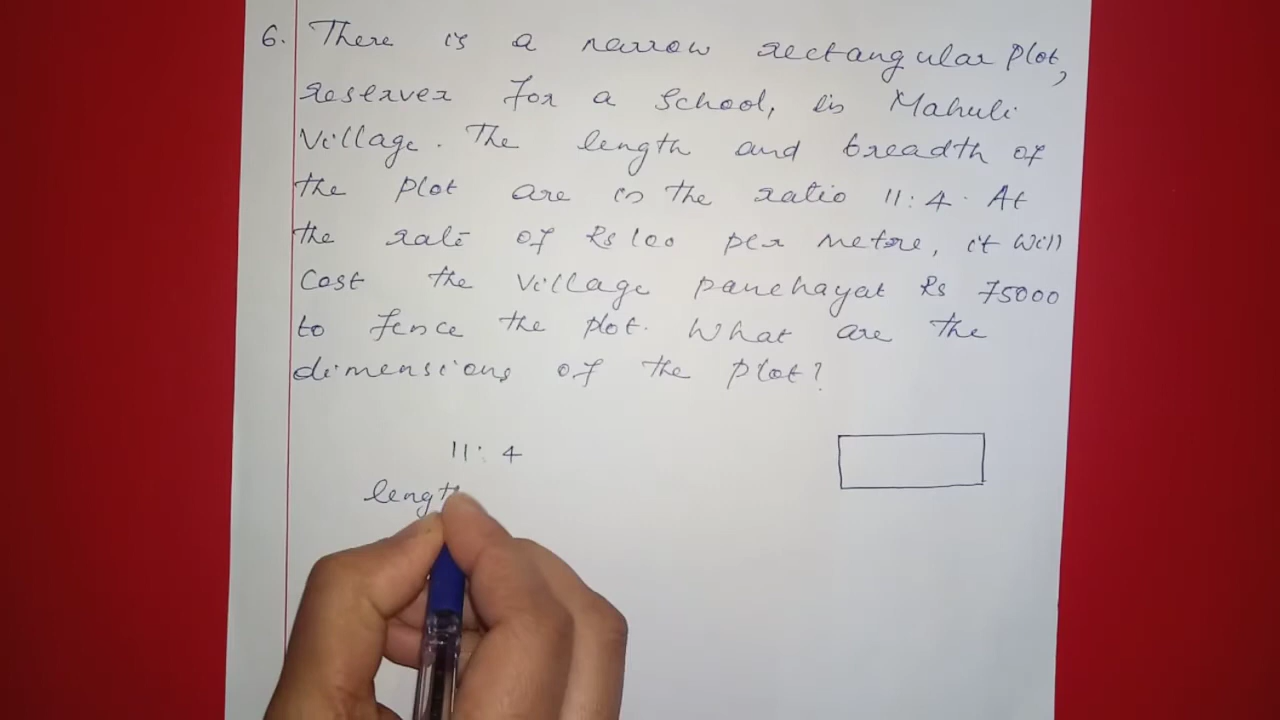 6. There is a narrow rectangular plot,
reserved for a school, in Mahuli
Village. The length and breadth of
the plot are in the ratio 11:4. At
the rate of Rs 100 per metre, it will
cost the village panchayat Rs 75000
to fence the plot. What are the
dimensions of the plot?
11: 4
length